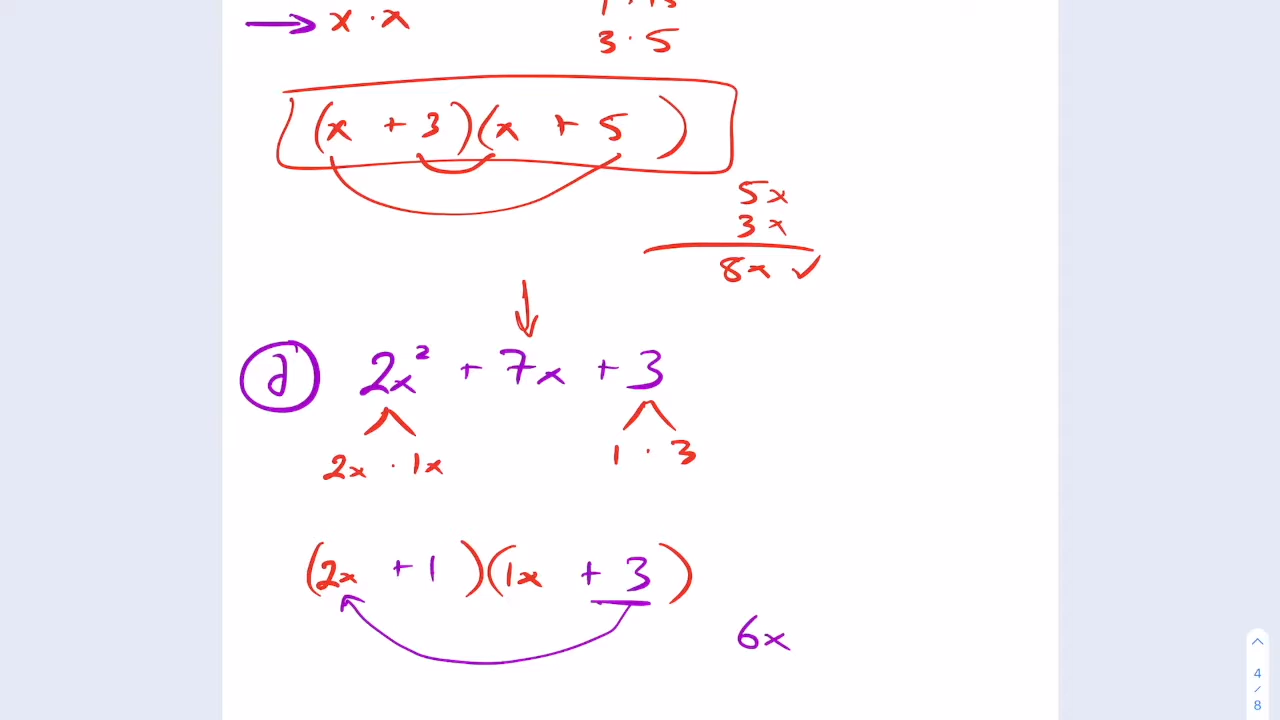 → x · x
3 · 5
(x + 3)(x + 5)
5x
3x
8x ✓
2x² + 7x + 3
2x · 1x 1 · 3
(2x + 1)(1x + 3)
6x
4
/
8